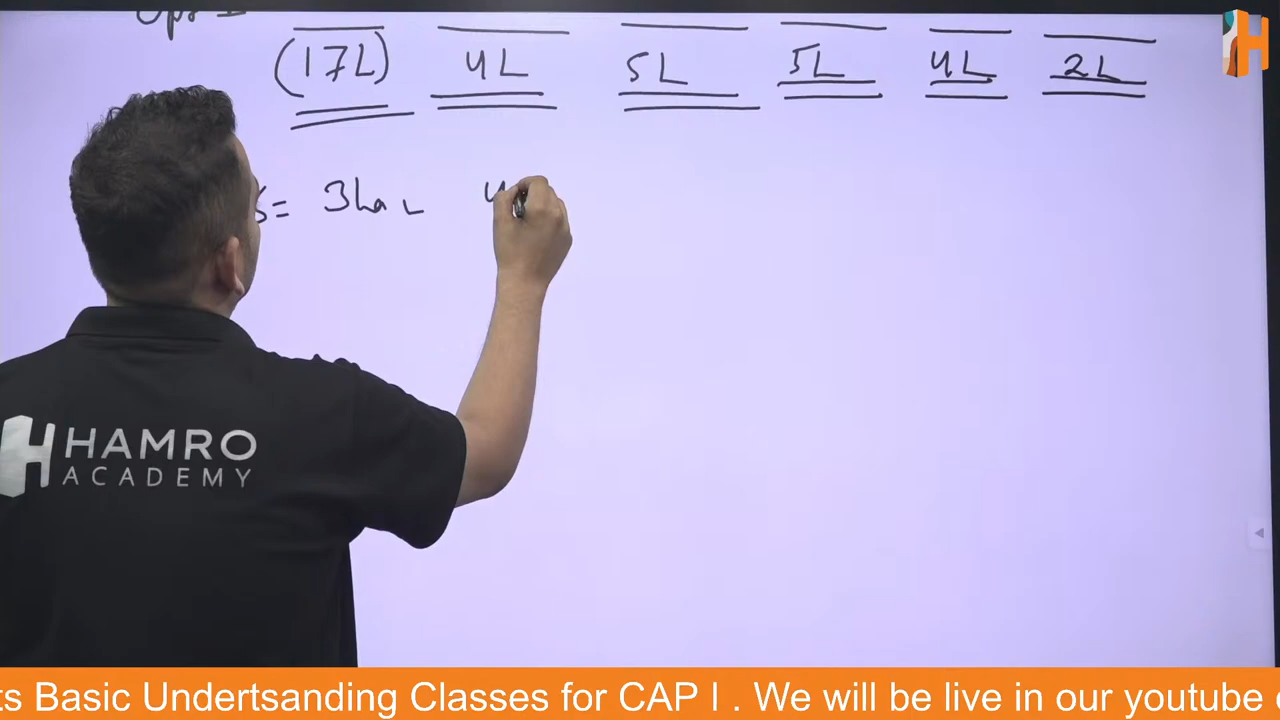 (17L) 4L 5L 5L 4L 2L
= 3
HAMRO
ACADEMY
ts Basic Undertsanding Classes for CAP I . We will be live in our youtube